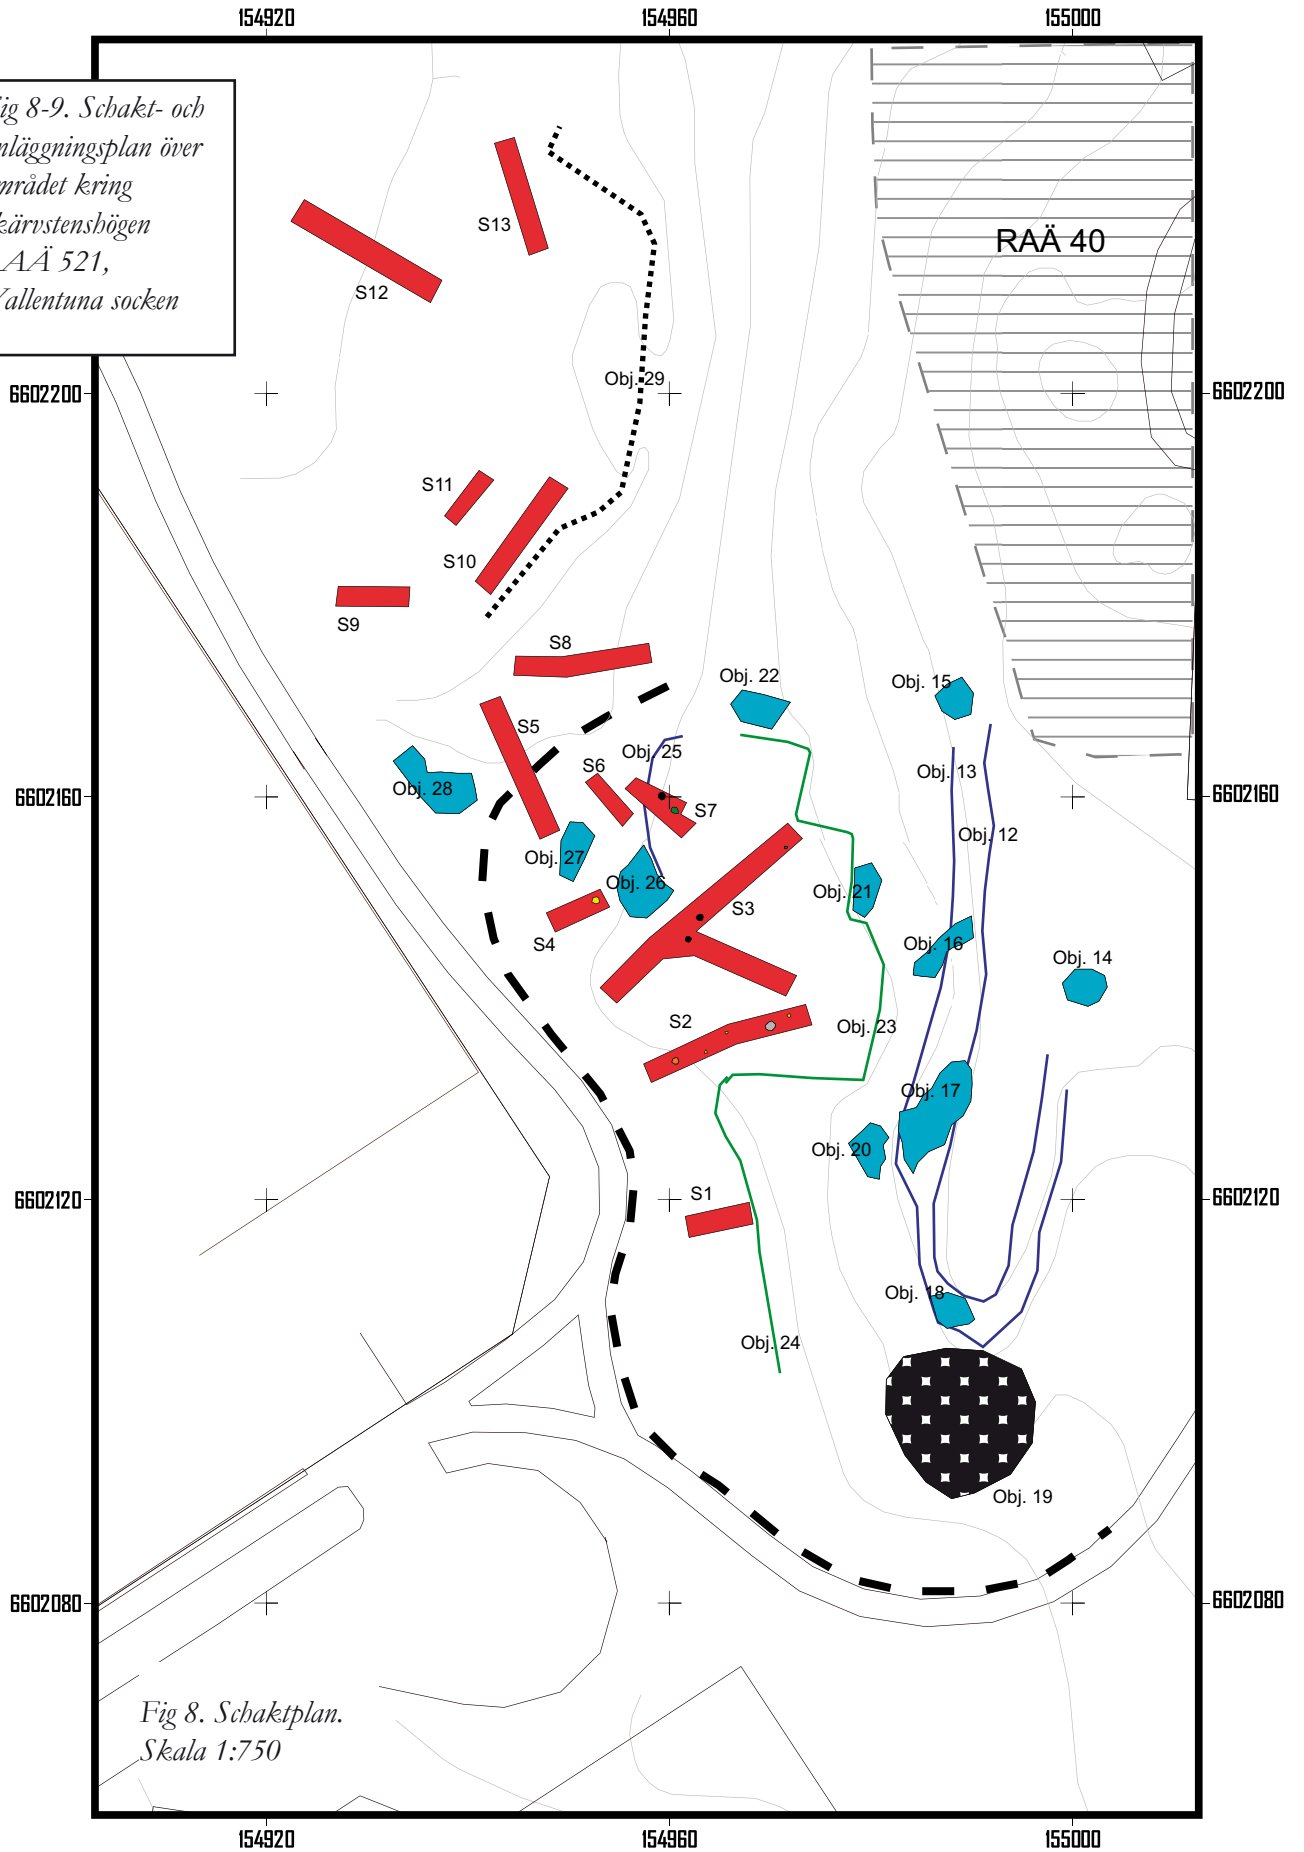 154920
154960
155000
ig 8-9. Schakt- och
nläggningsplan över
mrådet kring
kärvstenshögen
AÄ 521,
allentuna socken
RAÄ 40
S13
S12
Obj. 29
6602200
6602200
S11
S10
S9
S8
Obj. 22
Obj. 15
S5
Obj. 25
S6
Obj. 13
Obj. 28
6602160
6602160
S7
Obj. 12
Obj. 27
Obj. 26
Obj. 21
S3
S4
Obj. 16
Obj. 14
S2
Obj. 23
Obj. 17
Obj. 20
S1
6602120
6602120
Obj. 18
Obj. 24
Obj. 19
6602080
6602080
Fig 8. Schaktplan.
Skala 1:750
154920
154960
155000